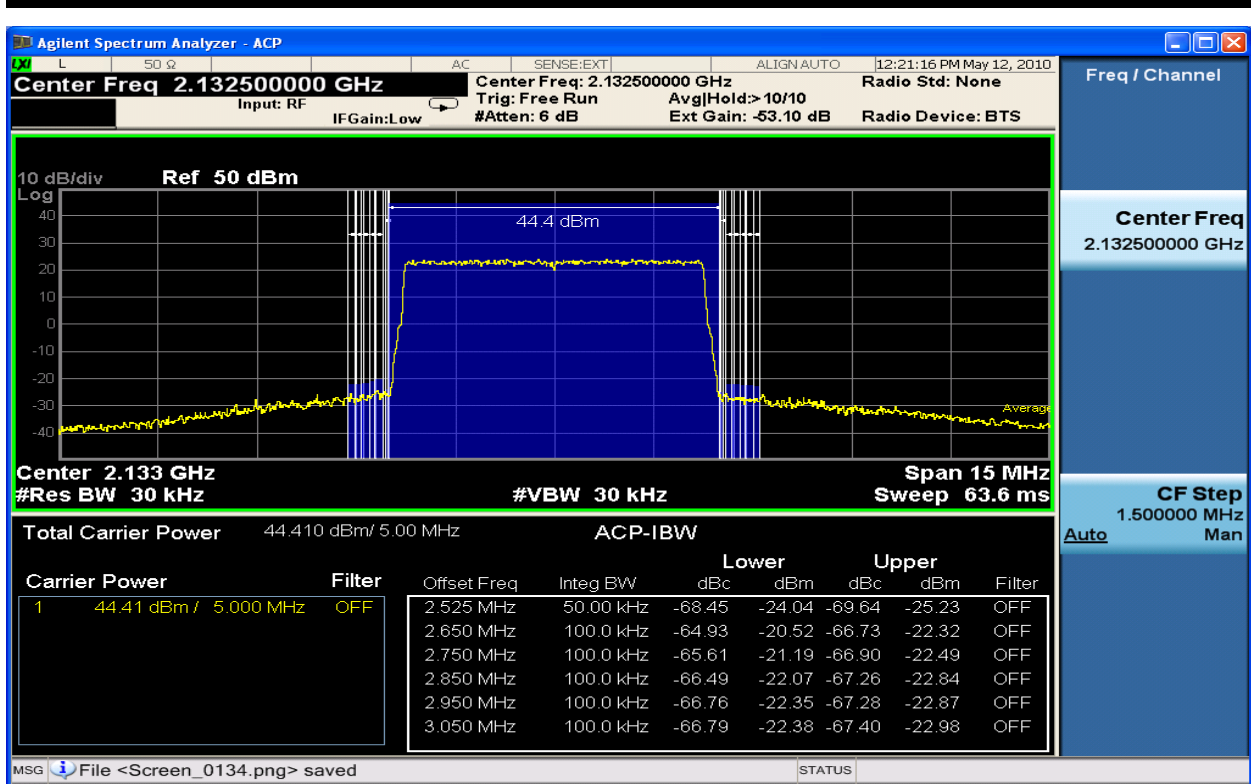 Agilent Spectrum Analyzer - ACP
LXI L 50 Ω AC SENSE:EXT ALIGN AUTO 12:21:16 PM May 12, 2010
Center Freq 2.132500000 GHz
Input: RF
IFGain:Low
Center Freq: 2.132500000 GHz
Trig: Free Run Avg|Hold:> 10/10
#Atten: 6 dB Ext Gain: -53.10 dB
Radio Std: None
Radio Device: BTS
Freq / Channel
10 dB/div Ref 50 dBm
Log
40
30
20
10
0
-10
-20
-30
-40
44.4 dBm
Average
Center Freq
2.132500000 GHz
Center 2.133 GHz Span 15 MHz
#Res BW 30 kHz #VBW 30 kHz Sweep 63.6 ms
CF Step
1.500000 MHz
Auto Man
Total Carrier Power 44.410 dBm/ 5.00 MHz ACP-IBW
Lower Upper
Carrier Power Filter
Offset Freq Integ BW dBc dBm dBc dBm Filter
1 44.41 dBm / 5.000 MHz OFF
2.525 MHz 50.00 kHz -68.45 -24.04 -69.64 -25.23 OFF
2.650 MHz 100.0 kHz -64.93 -20.52 -66.73 -22.32 OFF
2.750 MHz 100.0 kHz -65.61 -21.19 -66.90 -22.49 OFF
2.850 MHz 100.0 kHz -66.49 -22.07 -67.26 -22.84 OFF
2.950 MHz 100.0 kHz -66.76 -22.35 -67.28 -22.87 OFF
3.050 MHz 100.0 kHz -66.79 -22.38 -67.40 -22.98 OFF
MSG File <Screen_0134.png> saved STATUS